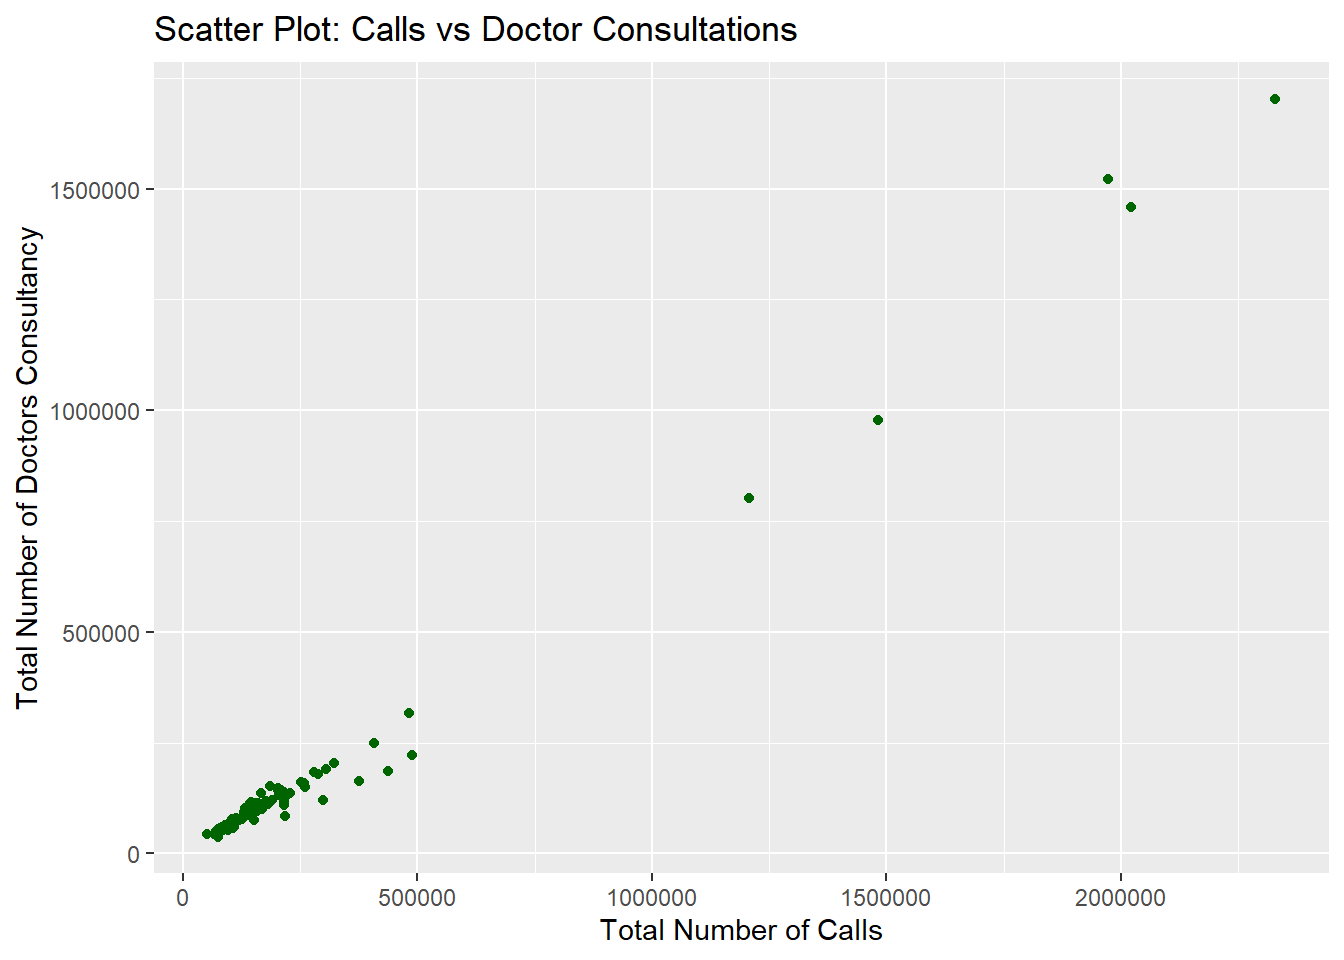 Scatter Plot: Calls vs Doctor Consultations
Total Number of Doctors Consultancy
1500000
1000000
500000
0
0 500000 1000000 1500000 2000000
Total Number of Calls